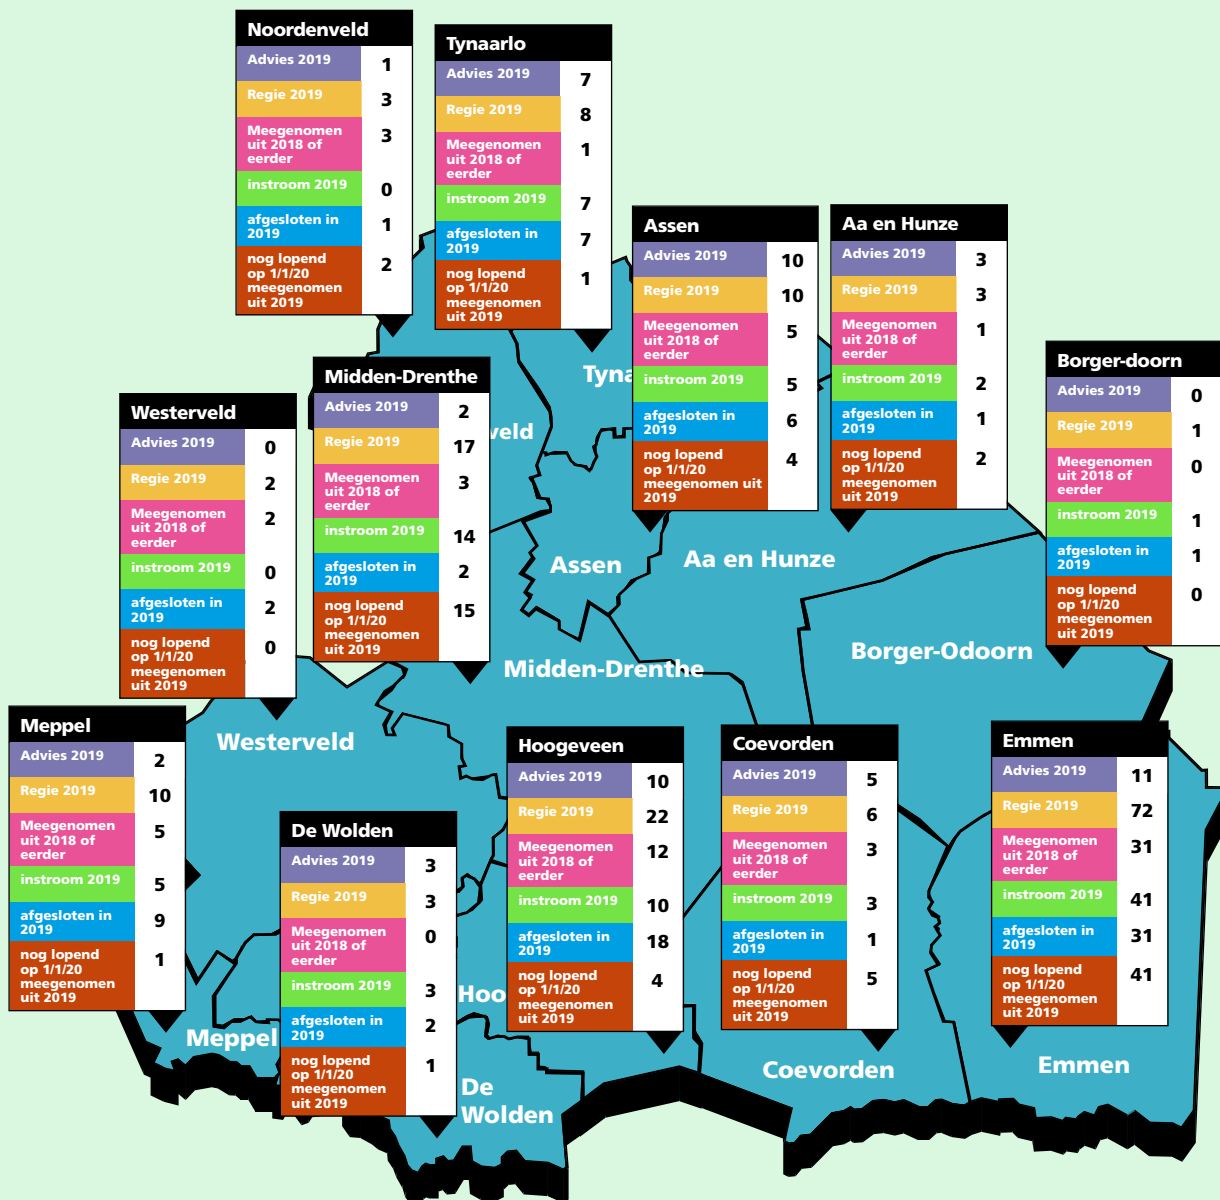 Noordenveld
Advies 2019
1
Regie 2019
3
Meegenomen
uit 2018 of
eerder
3
instroom 2019
0
afgesloten in
2019
1
nog lopend
op 1/1/20
meegenomen
uit 2019
2
Tynaarlo
Advies 2019
7
Regie 2019
8
Meegenomen
uit 2018 of
eerder
1
instroom 2019
7
afgesloten in
2019
7
nog lopend
op 1/1/20
meegenomen
uit 2019
1
Assen
Advies 2019
10
Regie 2019
10
Meegenomen
uit 2018 of
eerder
5
instroom 2019
5
afgesloten in
2019
6
nog lopend
op 1/1/20
meegenomen uit
2019
4
Aa en Hunze
Advies 2019
3
Regie 2019
3
Meegenomen
uit 2018 of
eerder
1
instroom 2019
2
afgesloten in
2019
1
nog lopend
op 1/1/20
meegenomen
uit 2019
2
Borger-doorn
Advies 2019
0
Regie 2019
1
Meegenomen
uit 2018 of
eerder
0
instroom 2019
1
afgesloten in
2019
1
nog lopend
op 1/1/20
meegenomen
uit 2019
0
Midden-Drenthe
Advies 2019
2
Regie 2019
17
Meegenomen
uit 2018 of
eerder
3
instroom 2019
14
afgesloten in
2019
2
nog lopend
op 1/1/20
meegenomen
uit 2019
15
Westerveld
Advies 2019
0
Regie 2019
2
Meegenomen
uit 2018 of
eerder
2
instroom 2019
0
afgesloten in
2019
2
nog lopend
op 1/1/20
meegenomen
uit 2019
0
Tyna
veld
Assen
Aa en Hunze
Midden-Drenthe
Borger-Odoorn
Westerveld
Meppel
Advies 2019
2
Regie 2019
10
Meegenomen
uit 2018 of
eerder
5
instroom 2019
5
afgesloten in
2019
9
nog lopend
op 1/1/20
meegenomen
uit 2019
1
De Wolden
Advies 2019
3
Regie 2019
3
Meegenomen
uit 2018 of
eerder
0
instroom 2019
3
afgesloten in
2019
2
nog lopend
op 1/1/20
meegenomen
uit 2019
1
Hoogeveen
Advies 2019
10
Regie 2019
22
Meegenomen
uit 2018 of
eerder
12
instroom 2019
10
afgesloten in
2019
18
nog lopend
op 1/1/20
meegenomen
uit 2019
4
Coevorden
Advies 2019
5
Regie 2019
6
Meegenomen
uit 2018 of
eerder
3
instroom 2019
3
afgesloten in
2019
1
nog lopend
op 1/1/20
meegenomen
uit 2019
5
Emmen
Advies 2019
11
Regie 2019
72
Meegenomen
uit 2018 of
eerder
31
instroom 2019
41
afgesloten in
2019
31
nog lopend
op 1/1/20
meegenomen
uit 2019
41
Hoo
Meppel
De
Wolden
Coevorden
Emmen